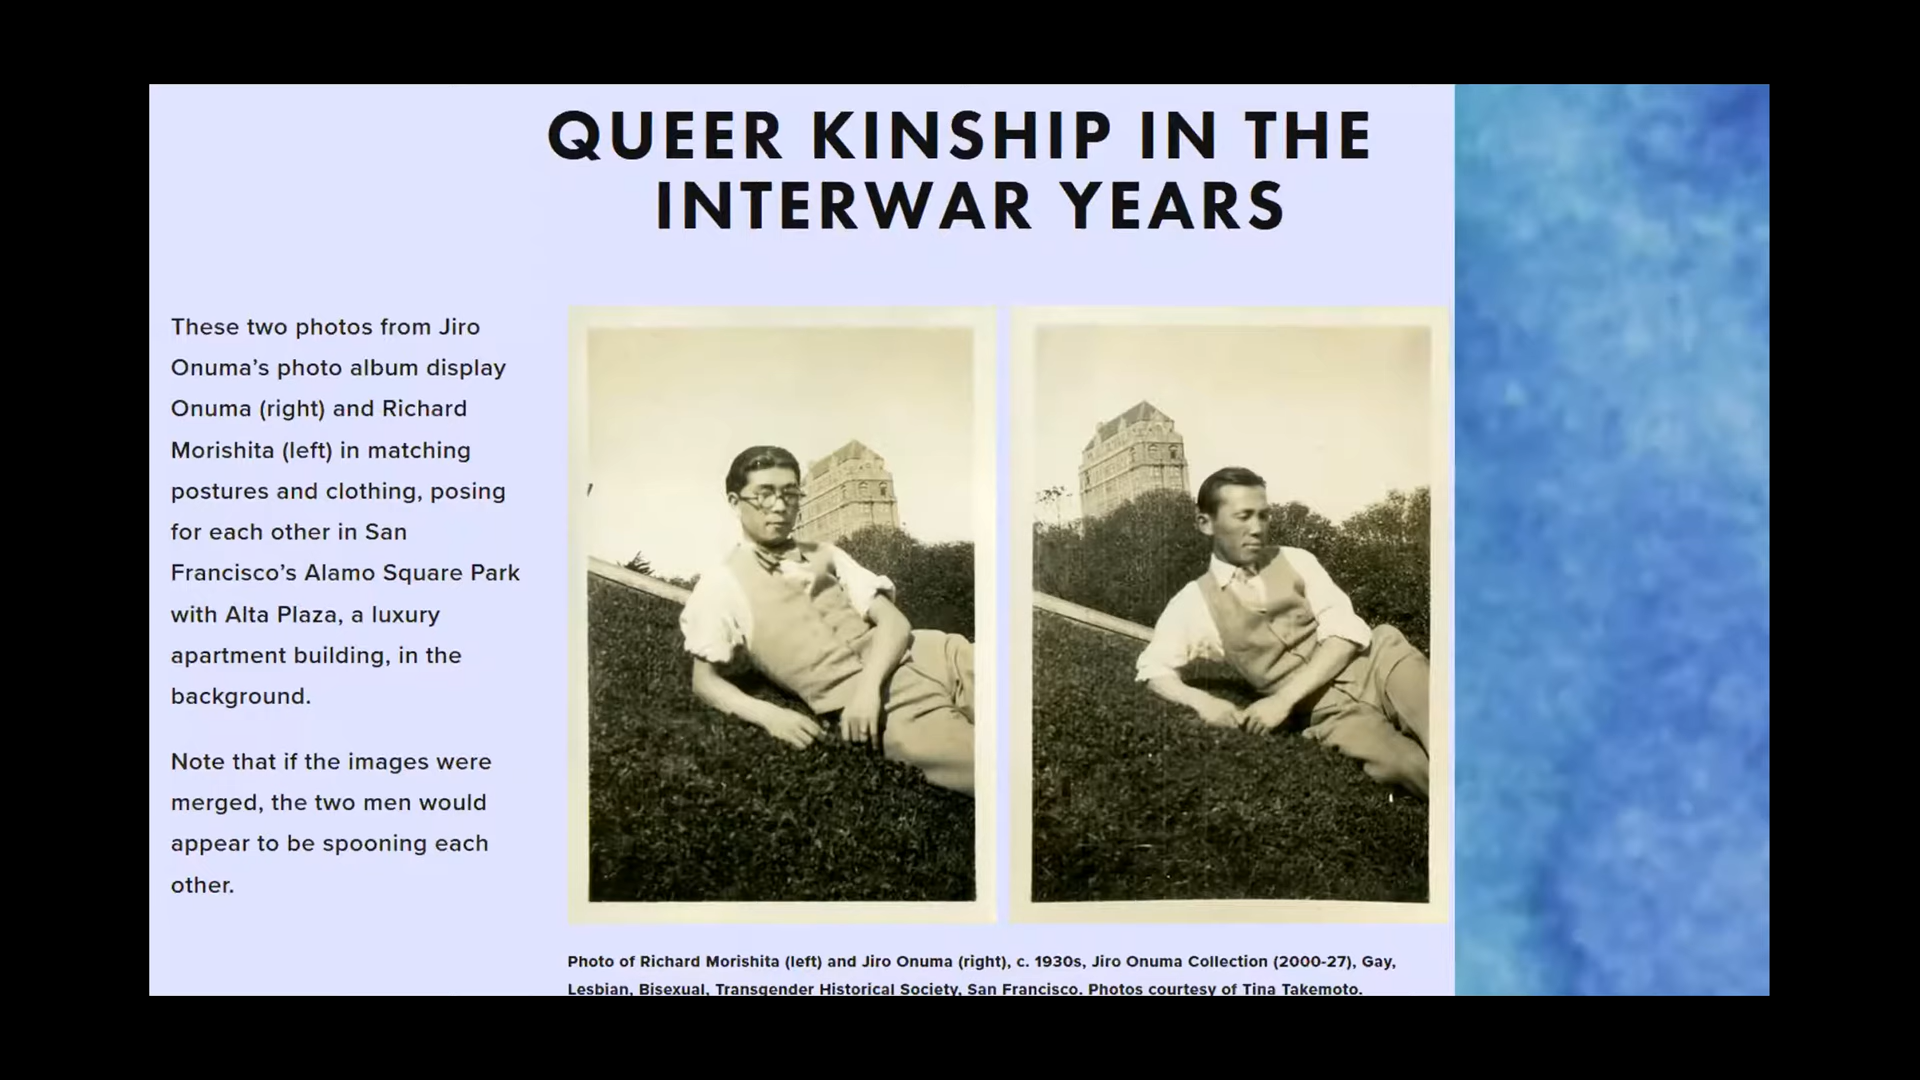 QUEER KINSHIP IN THE
INTERWAR YEARS
These two photos from Jiro
Onuma’s photo album display
Onuma (right) and Richard
Morishita (left) in matching
postures and clothing, posing
for each other in San
Francisco’s Alamo Square Park
with Alta Plaza, a luxury
apartment building, in the
background.
Note that if the images were
merged, the two men would
appear to be spooning each
other.
Photo of Richard Morishita (left) and Jiro Onuma (right), c. 1930s, Jiro Onuma Collection (2000-27), Gay,
Lesbian, Bisexual, Transgender Historical Society, San Francisco. Photos courtesy of Tina Takemoto.